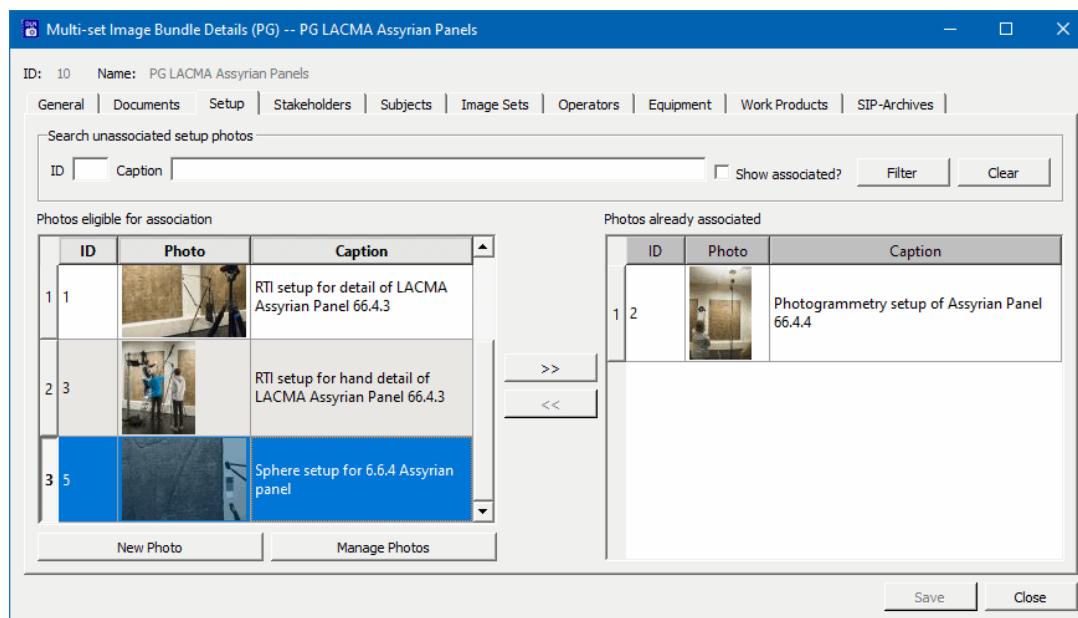 DLN
Multi-set Image Bundle Details (PG) -- PG LACMA Assyrian Panels
ID: 10 Name: PG LACMA Assyrian Panels
General Documents Setup Stakeholders Subjects Image Sets Operators Equipment Work Products SIP-Archives
Search unassociated setup photos
ID Caption Show associated? Filter Clear
Photos eligible for association
ID Photo Caption
1 1 RTI setup for detail of LACMA
Assyrian Panel 66.4.3
2 3 RTI setup for hand detail of
LACMA Assyrian Panel 66.4.3
3 5 Sphere setup for 6.6.4 Assyrian
panel
New Photo Manage Photos
>>
<<
Photos already associated
ID Photo Caption
1 2 Photogrammetry setup of Assyrian Panel
66.4.4
Save Close